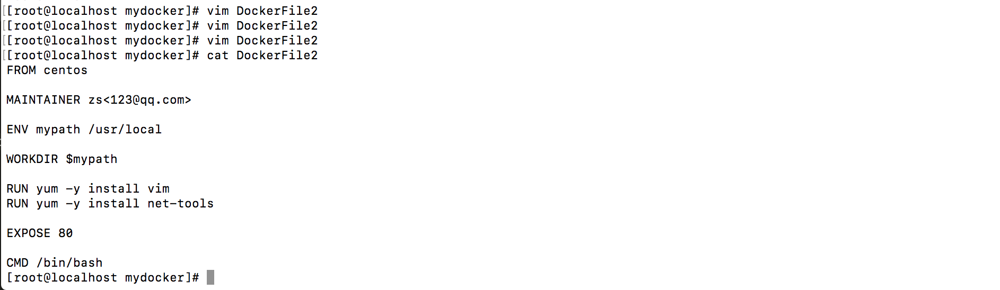 [[root@localhost mydocker]# vim DockerFile2
[[root@localhost mydocker]# vim DockerFile2
[[root@localhost mydocker]# vim DockerFile2
[[root@localhost mydocker]# cat DockerFile2
FROM centos
MAINTAINER zs<123@qq.com>
ENV mypath /usr/local
WORKDIR $mypath
RUN yum -y install vim
RUN yum -y install net-tools
EXPOSE 80
CMD /bin/bash
[root@localhost mydocker]#